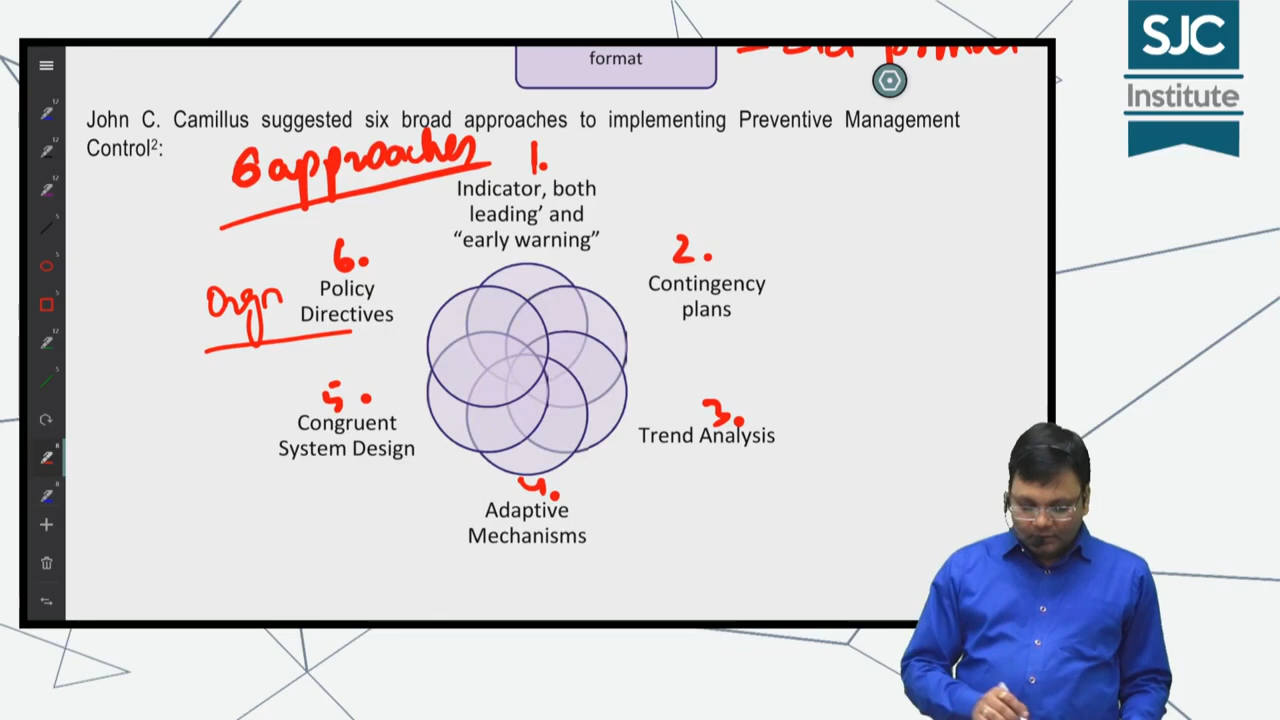 SJC
Institute
format
John C. Camillus suggested six broad approaches to implementing Preventive Management
Control²:
6 approaches
1.
Indicator, both
leading’ and
“early warning”
2.
Contingency
plans
3.
Trend Analysis
4.
Adaptive
Mechanisms
5.
Congruent
System Design
6.
Orgn
Policy
Directives